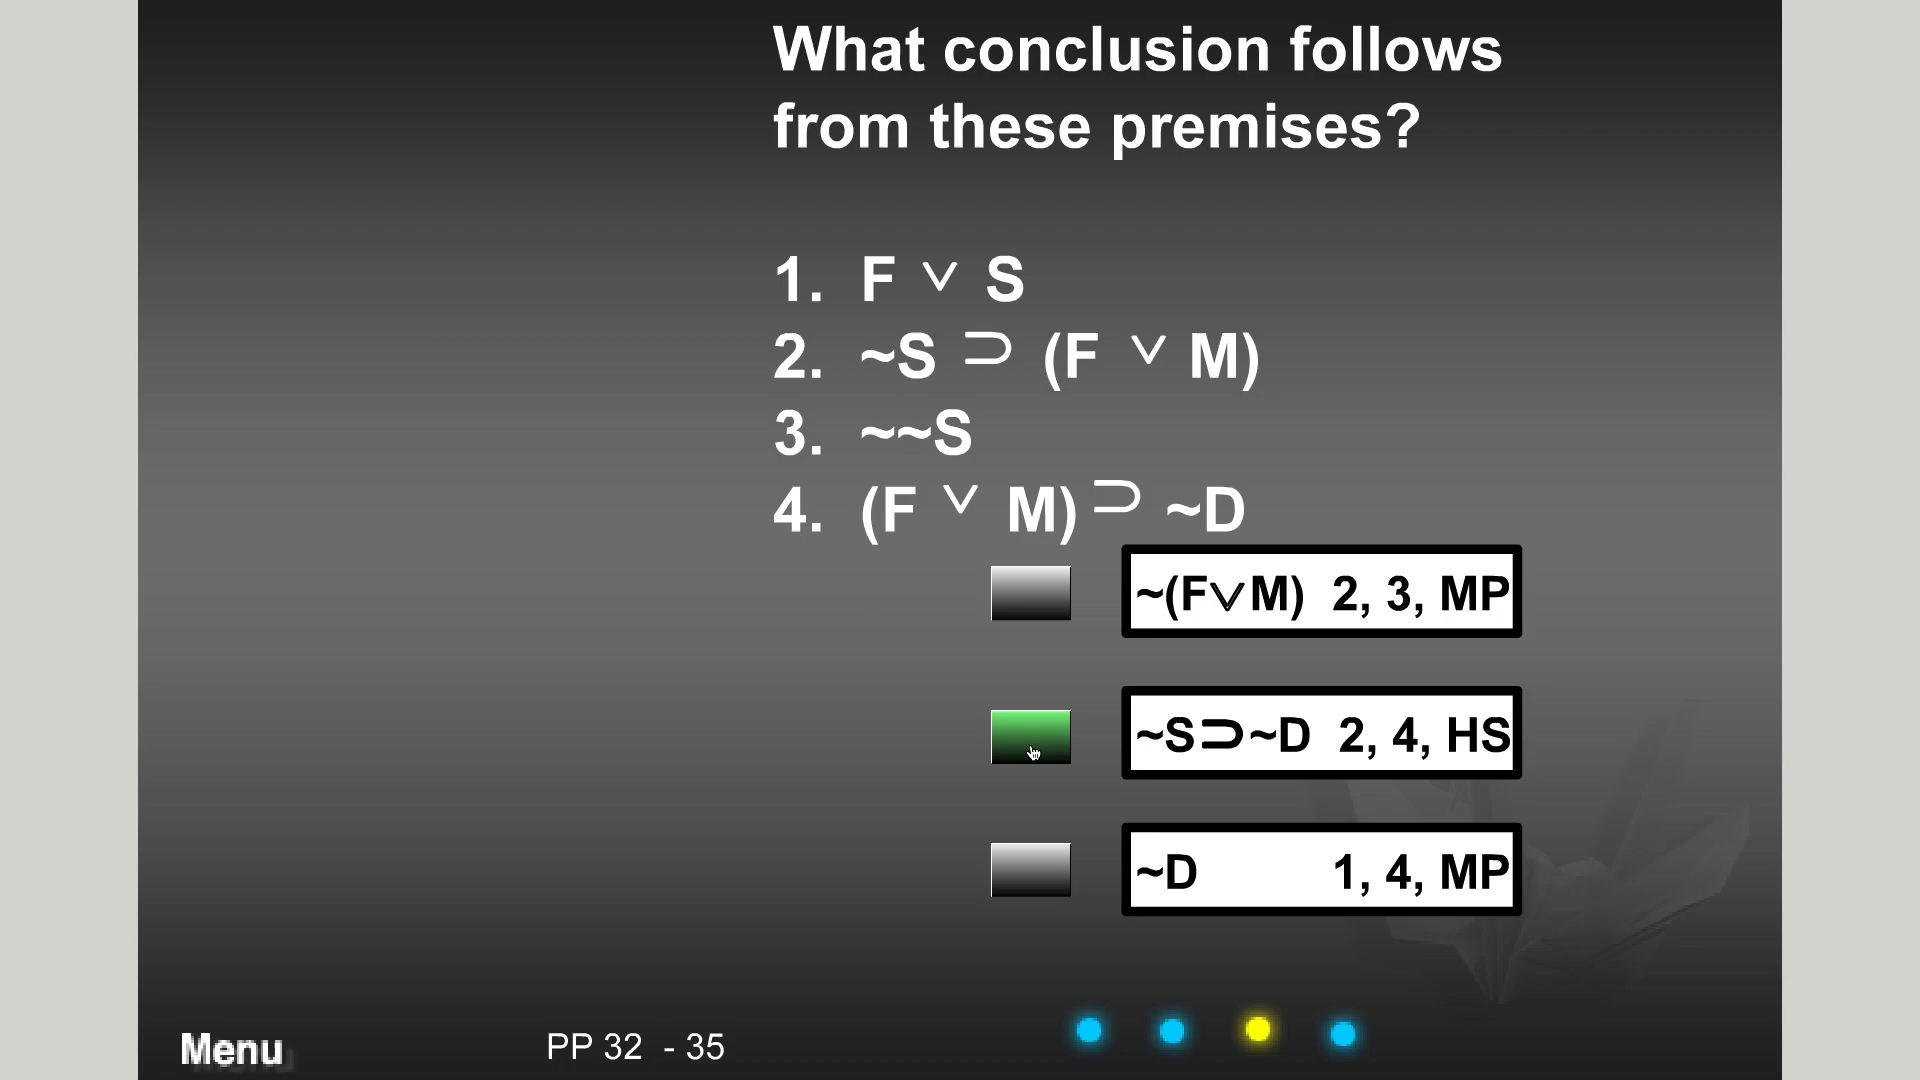 What conclusion follows
from these premises?
1. F ∨ S
2. ~S ⊃ (F ∨ M)
3. ~~S
4. (F ∨ M) ⊃ ~D
~(F∨M) 2, 3, MP
~S⊃~D 2, 4, HS
~D 1, 4, MP
Menu
PP 32 - 35